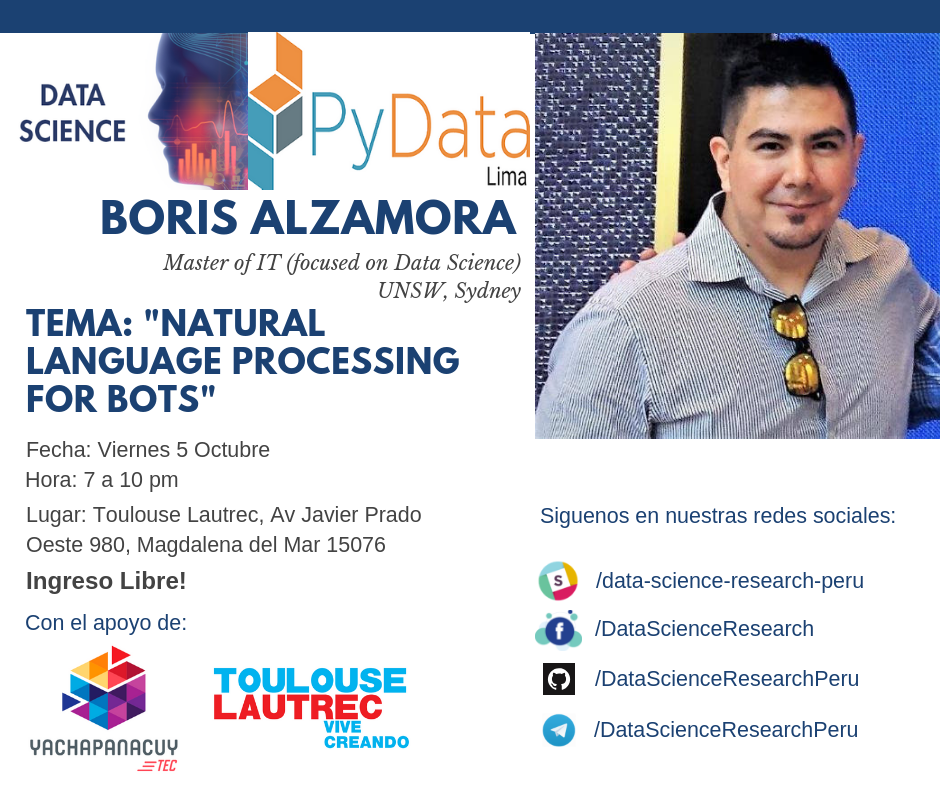 DATA
SCIENCE
PyData
Lima
BORIS ALZAMORA
Master of IT (focused on Data Science)
UNSW, Sydney
TEMA: "NATURAL
LANGUAGE PROCESSING
FOR BOTS"
Fecha: Viernes 5 Octubre
Hora: 7 a 10 pm
Lugar: Toulouse Lautrec, Av Javier Prado
Oeste 980, Magdalena del Mar 15076
Ingreso Libre!
Con el apoyo de:
YACHAPANACUY
TEC
TOULOUSE
LAUTREC
VIVE
CREANDO
Siguenos en nuestras redes sociales:
S
/data-science-research-peru
f
/DataScienceResearch
/DataScienceResearchPeru
/DataScienceResearchPeru